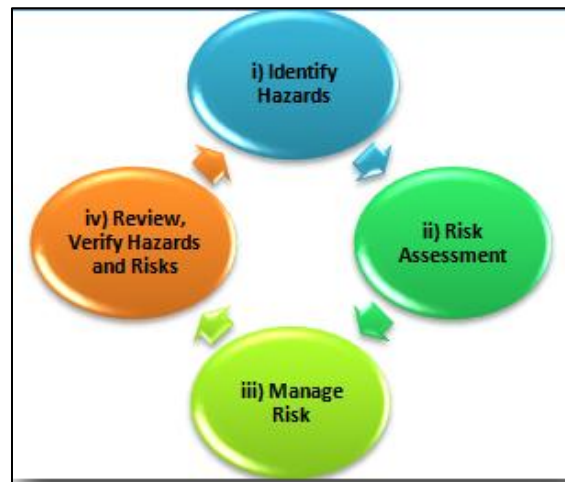 i) Identify
Hazards
ii) Risk
Assessment
iii) Manage
Risk
iv) Review,
Verify Hazards
and Risks